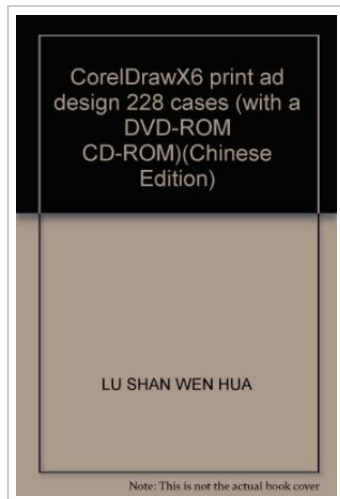 CorelDrawX6 print ad
design 228 cases (with a
DVD-ROM
CD-ROM)(Chinese
Edition)
LU SHAN WEN HUA
Note: This is not the actual book cover